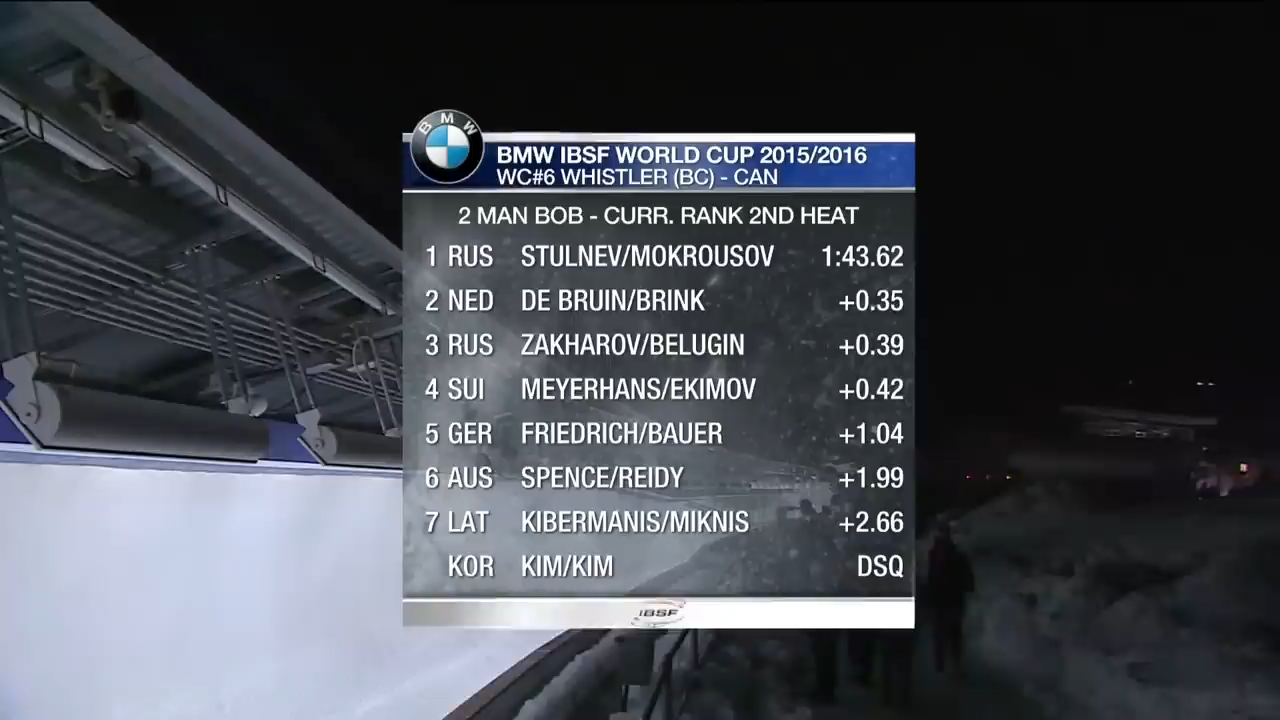 BMW
BMW IBSF WORLD CUP 2015/2016
WC#6 WHISTLER (BC) - CAN
2 MAN BOB - CURR. RANK 2ND HEAT
1 RUS STULNEV/MOKROUSOV 1:43.62
2 NED DE BRUIN/BRINK +0.35
3 RUS ZAKHAROV/BELUGIN +0.39
4 SUI MEYERHANS/EKIMOV +0.42
5 GER FRIEDRICH/BAUER +1.04
6 AUS SPENCE/REIDY +1.99
7 LAT KIBERMANIS/MIKNIS +2.66
KOR KIM/KIM DSQ
IBSF